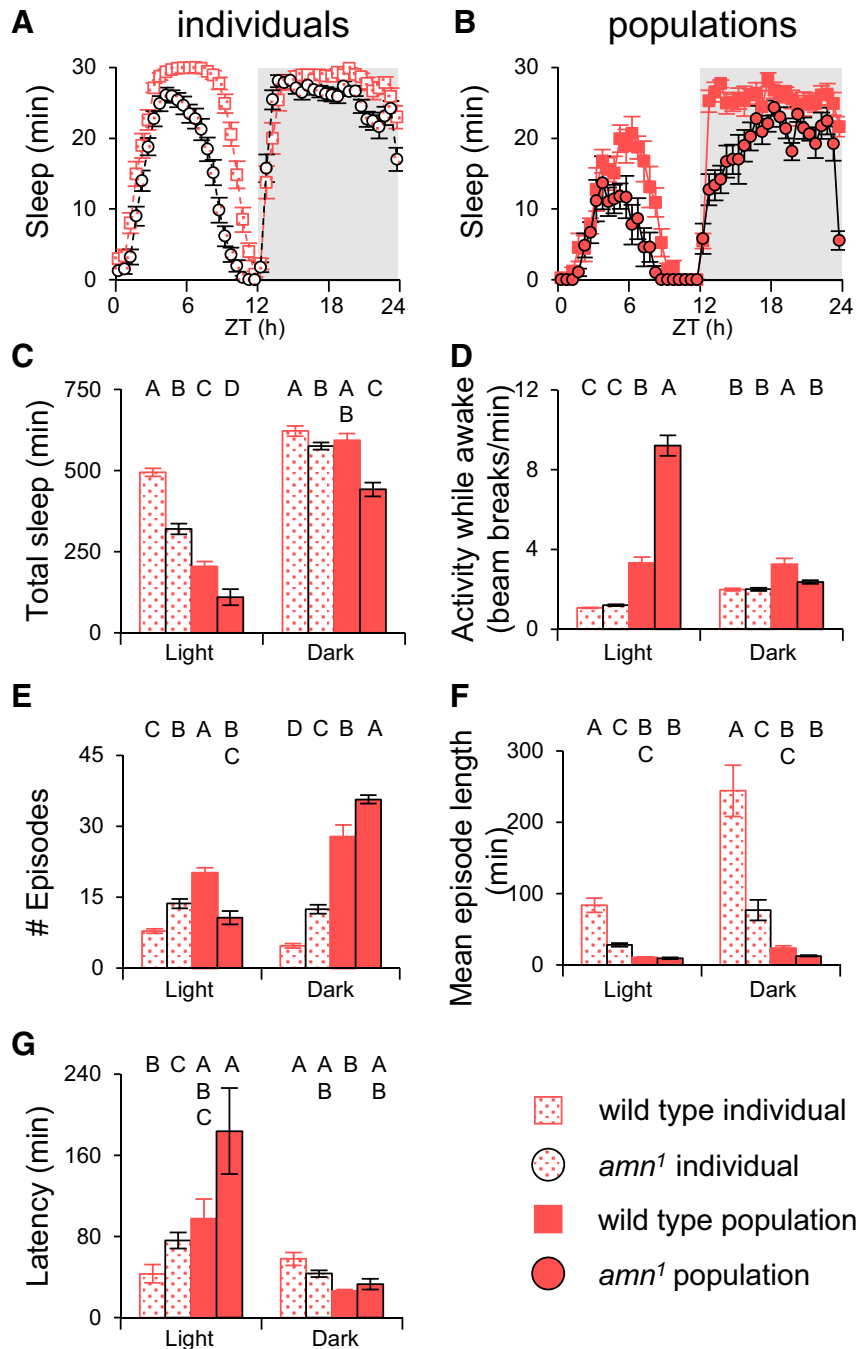 A individuals
B populations
Sleep (min)
30
20
10
0
0 6 12 18 24
ZT (h)
Sleep (min)
30
20
10
0
0 6 12 18 24
ZT (h)
C
Total sleep (min)
750
500
250
0
A B C D
A B A C
B
Light Dark
D
Activity while awake
(beam breaks/min)
12
8
4
0
C C B A
B B A B
Light Dark
E
# Episodes
45
30
15
0
C B A B
C
D C B A
Light Dark
F
Mean episode length
(min)
300
200
100
0
A C B B
C
A C B B
C
Light Dark
G
Latency (min)
240
160
80
0
B C A A
B
C
A A B A
B B
Light Dark
wild type individual
amn¹ individual
wild type population
amn¹ population